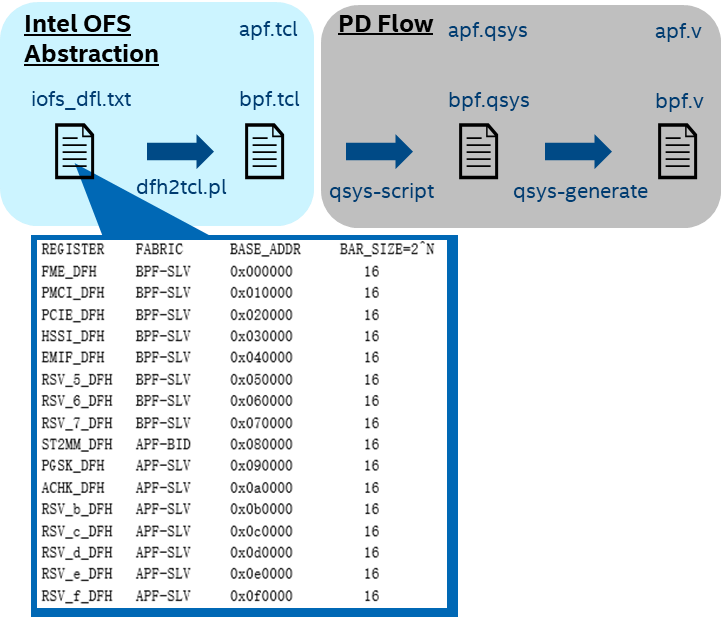 Intel OFS
Abstraction
apf.tcl
PD Flow
apf.qsys
apf.v
iofs_dfl.txt
bpf.tcl
bpf.qsys
bpf.v
dfh2tcl.pl
qsys-script
qsys-generate
REGISTER FABRIC BASE_ADDR BAR_SIZE=2^N
FME_DFH BPF-SLV 0x000000 16
PMCI_DFH BPF-SLV 0x010000 16
PCIE_DFH BPF-SLV 0x020000 16
HSSI_DFH BPF-SLV 0x030000 16
EMIF_DFH BPF-SLV 0x040000 16
RSV_5_DFH BPF-SLV 0x050000 16
RSV_6_DFH BPF-SLV 0x060000 16
RSV_7_DFH BPF-SLV 0x070000 16
ST2MM_DFH APF-BID 0x080000 16
PGSK_DFH APF-SLV 0x090000 16
ACHK_DFH APF-SLV 0x0a0000 16
RSV_b_DFH APF-SLV 0x0b0000 16
RSV_c_DFH APF-SLV 0x0c0000 16
RSV_d_DFH APF-SLV 0x0d0000 16
RSV_e_DFH APF-SLV 0x0e0000 16
RSV_f_DFH APF-SLV 0x0f0000 16